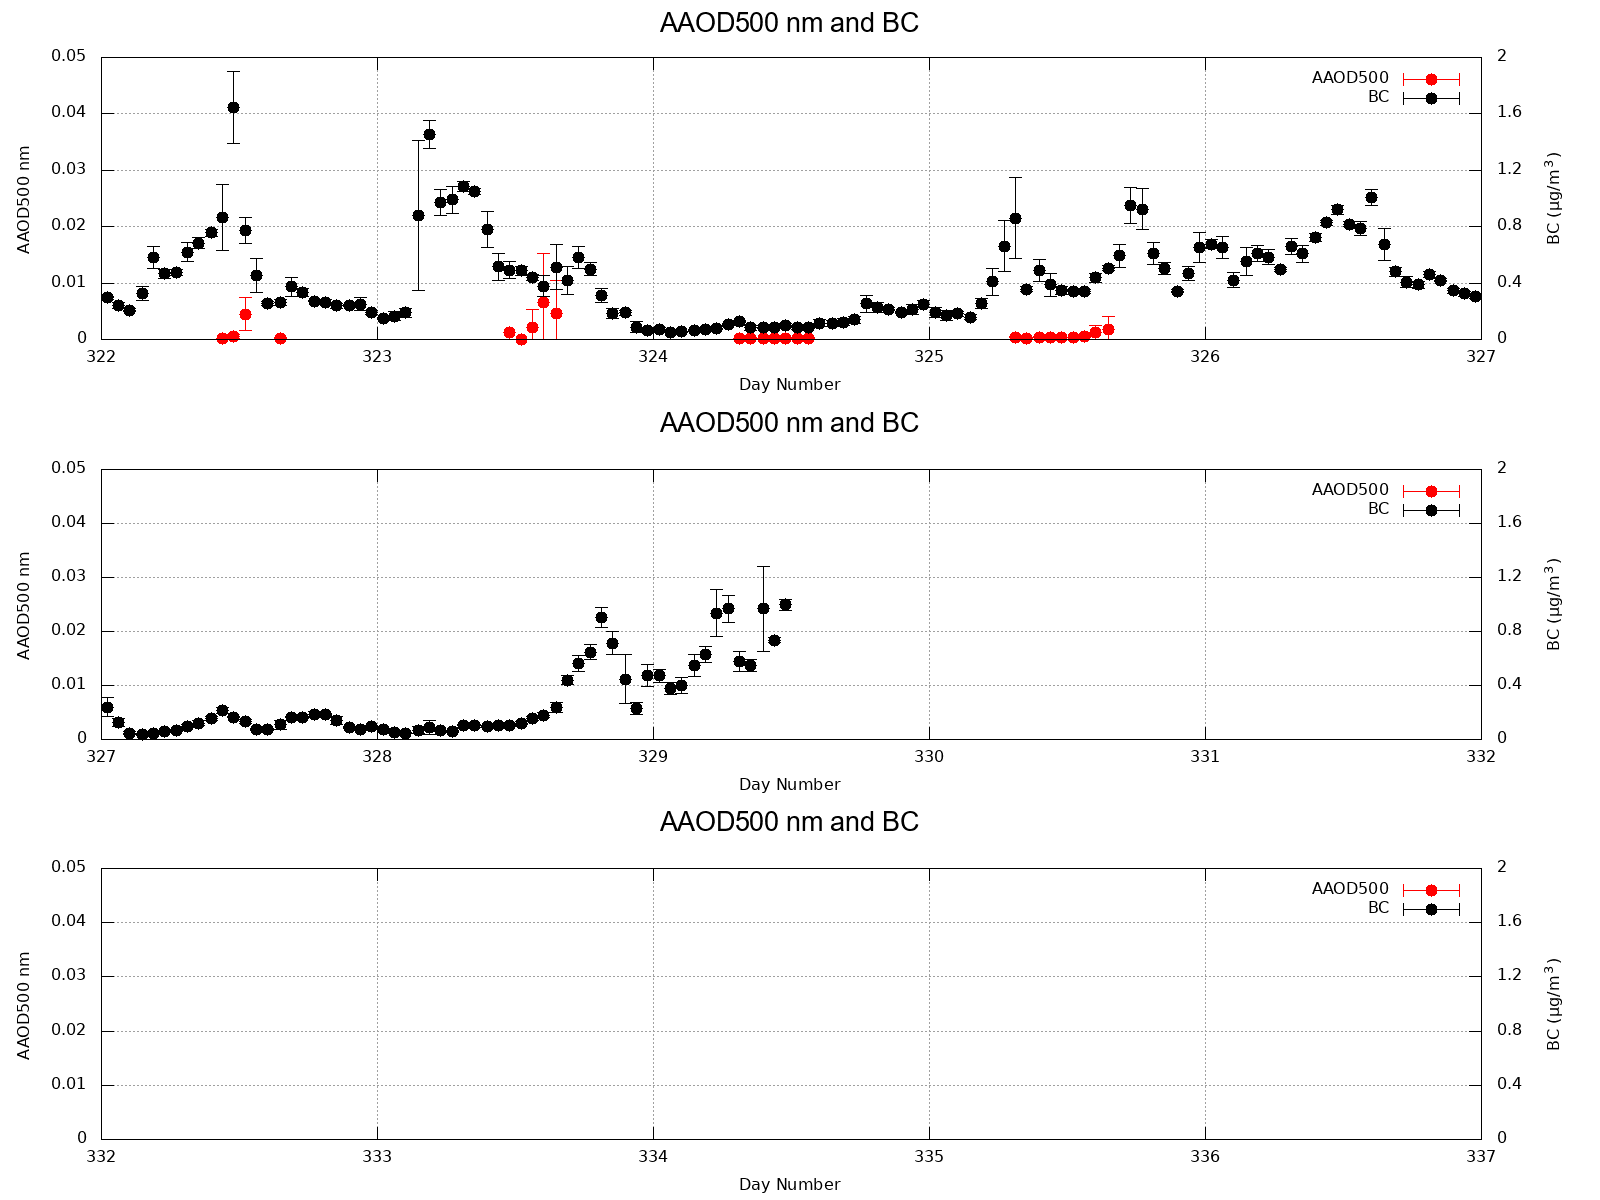 AAOD500 nm and BC
0.05
0.04
0.03
0.02
0.01
0
AAOD500 nm
2
1.6
1.2
0.8
0.4
0
BC (µg/m³)
AAOD500
BC
322 323 324 325 326 327
Day Number
AAOD500 nm and BC
0.05
0.04
0.03
0.02
0.01
0
AAOD500 nm
2
1.6
1.2
0.8
0.4
0
BC (µg/m³)
AAOD500
BC
327 328 329 330 331 332
Day Number
AAOD500 nm and BC
0.05
0.04
0.03
0.02
0.01
0
AAOD500 nm
2
1.6
1.2
0.8
0.4
0
BC (µg/m³)
AAOD500
BC
332 333 334 335 336 337
Day Number